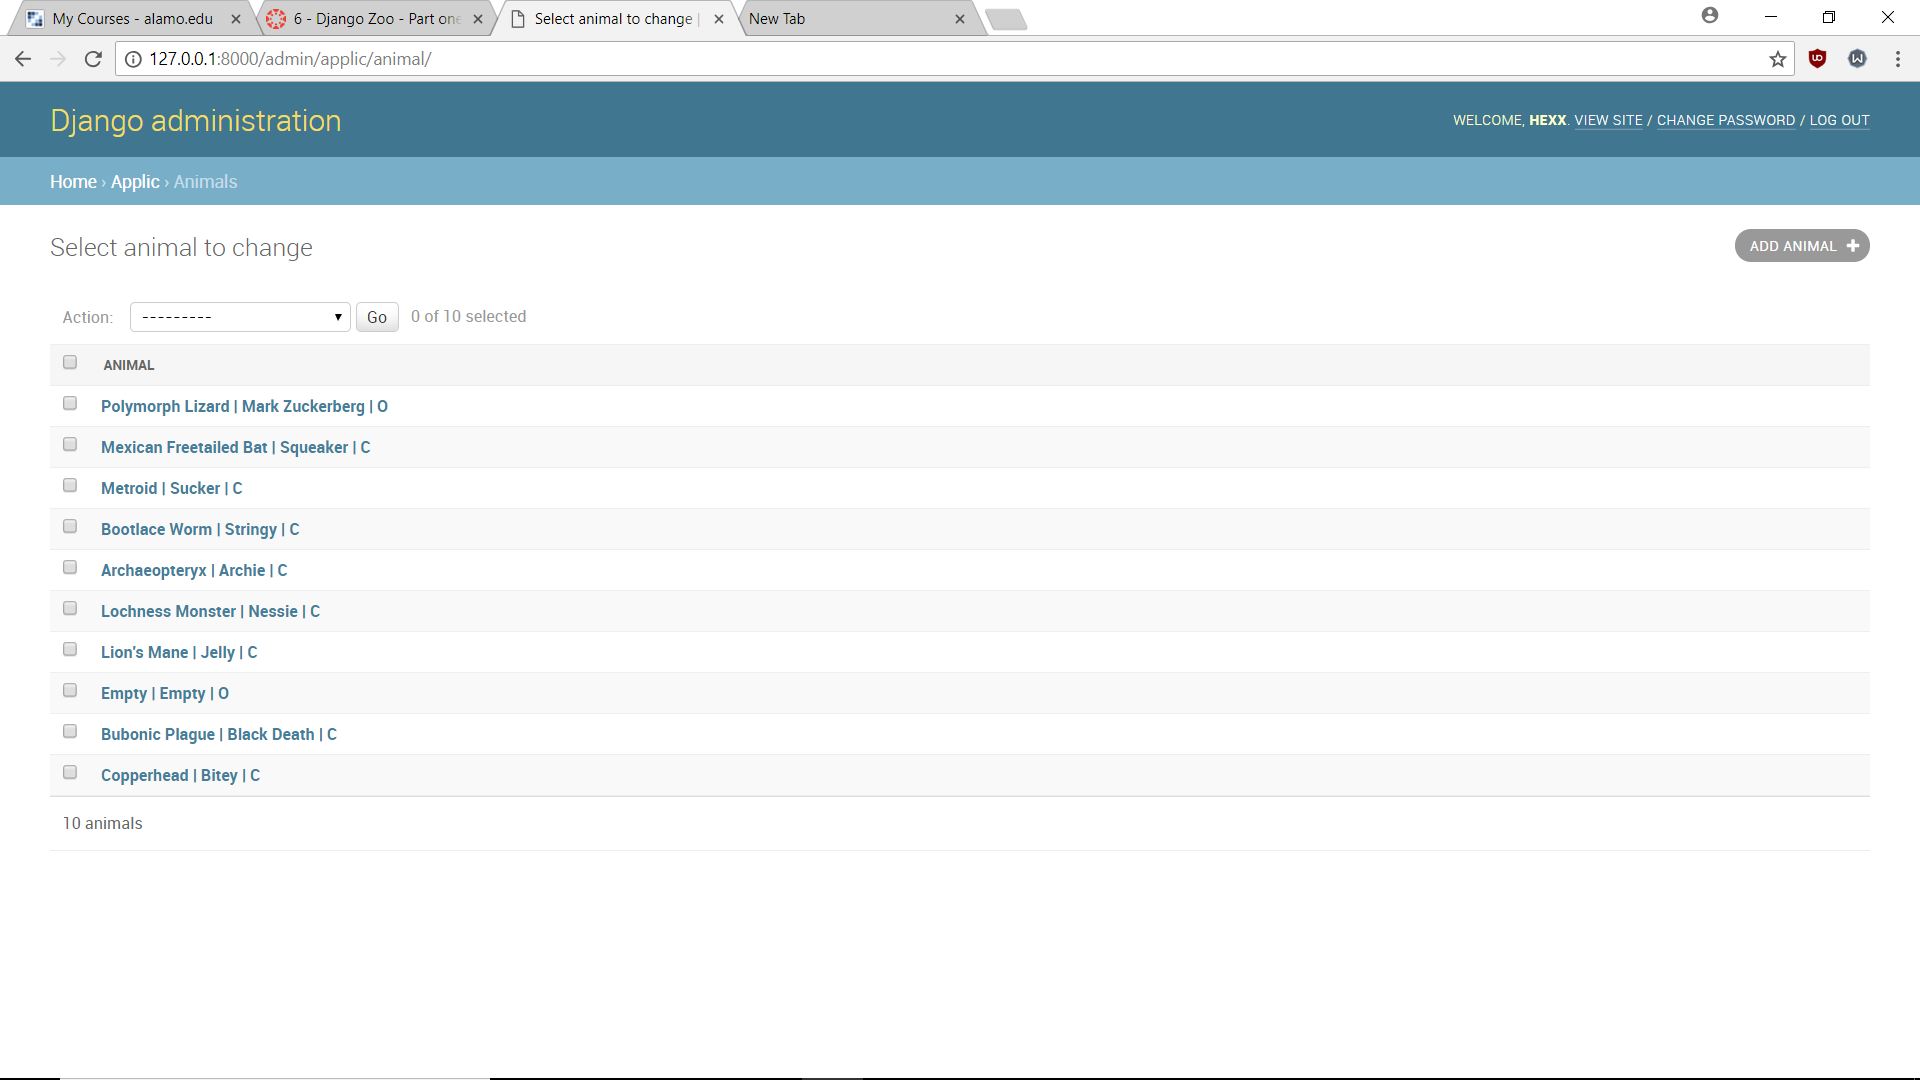 My Courses - alamo.edu
6 - Django Zoo - Part one
Select animal to change |
New Tab
127.0.0.1:8000/admin/applic/animal/
Django administration
WELCOME, HEXX. VIEW SITE / CHANGE PASSWORD / LOG OUT
Home › Applic › Animals
Select animal to change
ADD ANIMAL +
Action: --------- Go 0 of 10 selected
ANIMAL
Polymorph Lizard | Mark Zuckerberg | O
Mexican Freetailed Bat | Squeaker | C
Metroid | Sucker | C
Bootlace Worm | Stringy | C
Archaeopteryx | Archie | C
Lochness Monster | Nessie | C
Lion's Mane | Jelly | C
Empty | Empty | O
Bubonic Plague | Black Death | C
Copperhead | Bitey | C
10 animals